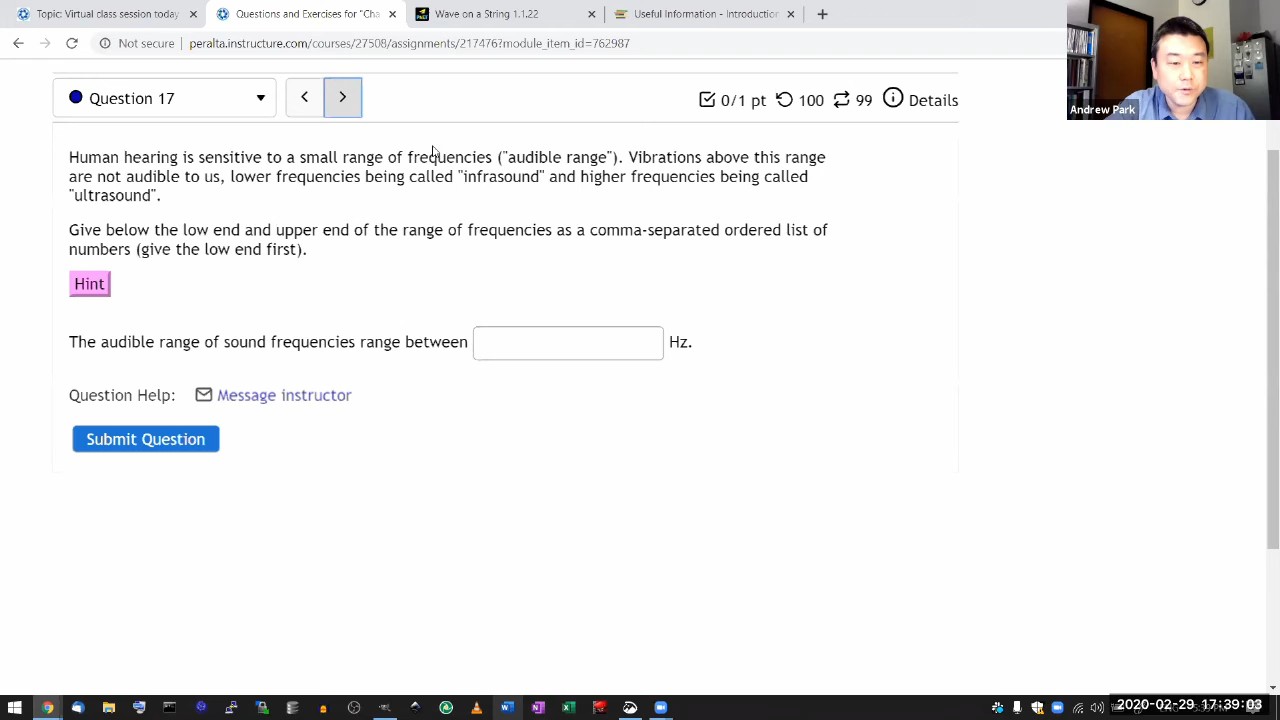 Topic: Virtual class sessionsday
Questions and Exercises for "Cha
Wave on a String 1.1.22
Useful Information - Introduction
Not secure
peralta.instructure.com/courses/27508/assignments/217476?module_item_id=762987
Andrew Park
Question 17
0/1 pt 100 99 Details
Human hearing is sensitive to a small range of frequencies ("audible range"). Vibrations above this range
are not audible to us, lower frequencies being called "infrasound" and higher frequencies being called
"ultrasound".
Give below the low end and upper end of the range of frequencies as a comma-separated ordered list of
numbers (give the low end first).
Hint
The audible range of sound frequencies range between Hz.
Question Help: Message instructor
Submit Question
2020-02-29 17:39:03